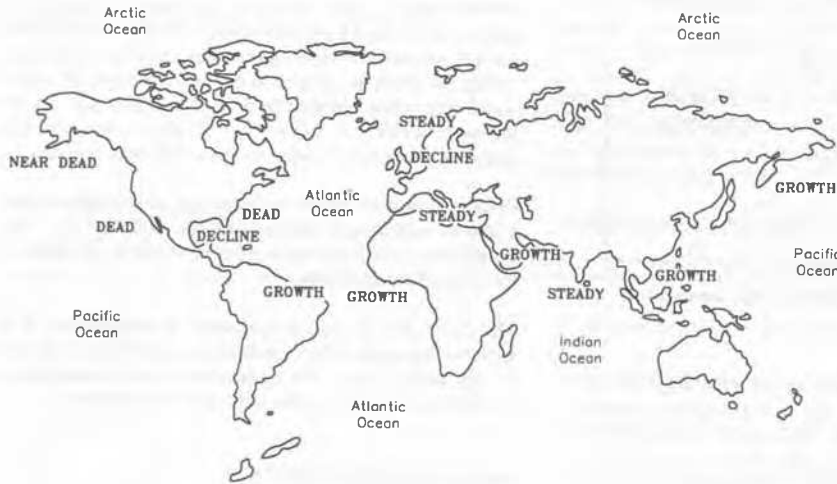 Arctic
Ocean
Arctic
Ocean
STEADY
DECLINE
NEAR DEAD
GROWTH
Atlantic
Ocean
DEAD
STEADY
DEAD
DECLINE
GROWTH
Pacific
Ocean
GROWTH
GROWTH
GROWTH
STEADY
Pacific
Ocean
Indian
Ocean
Atlantic
Ocean